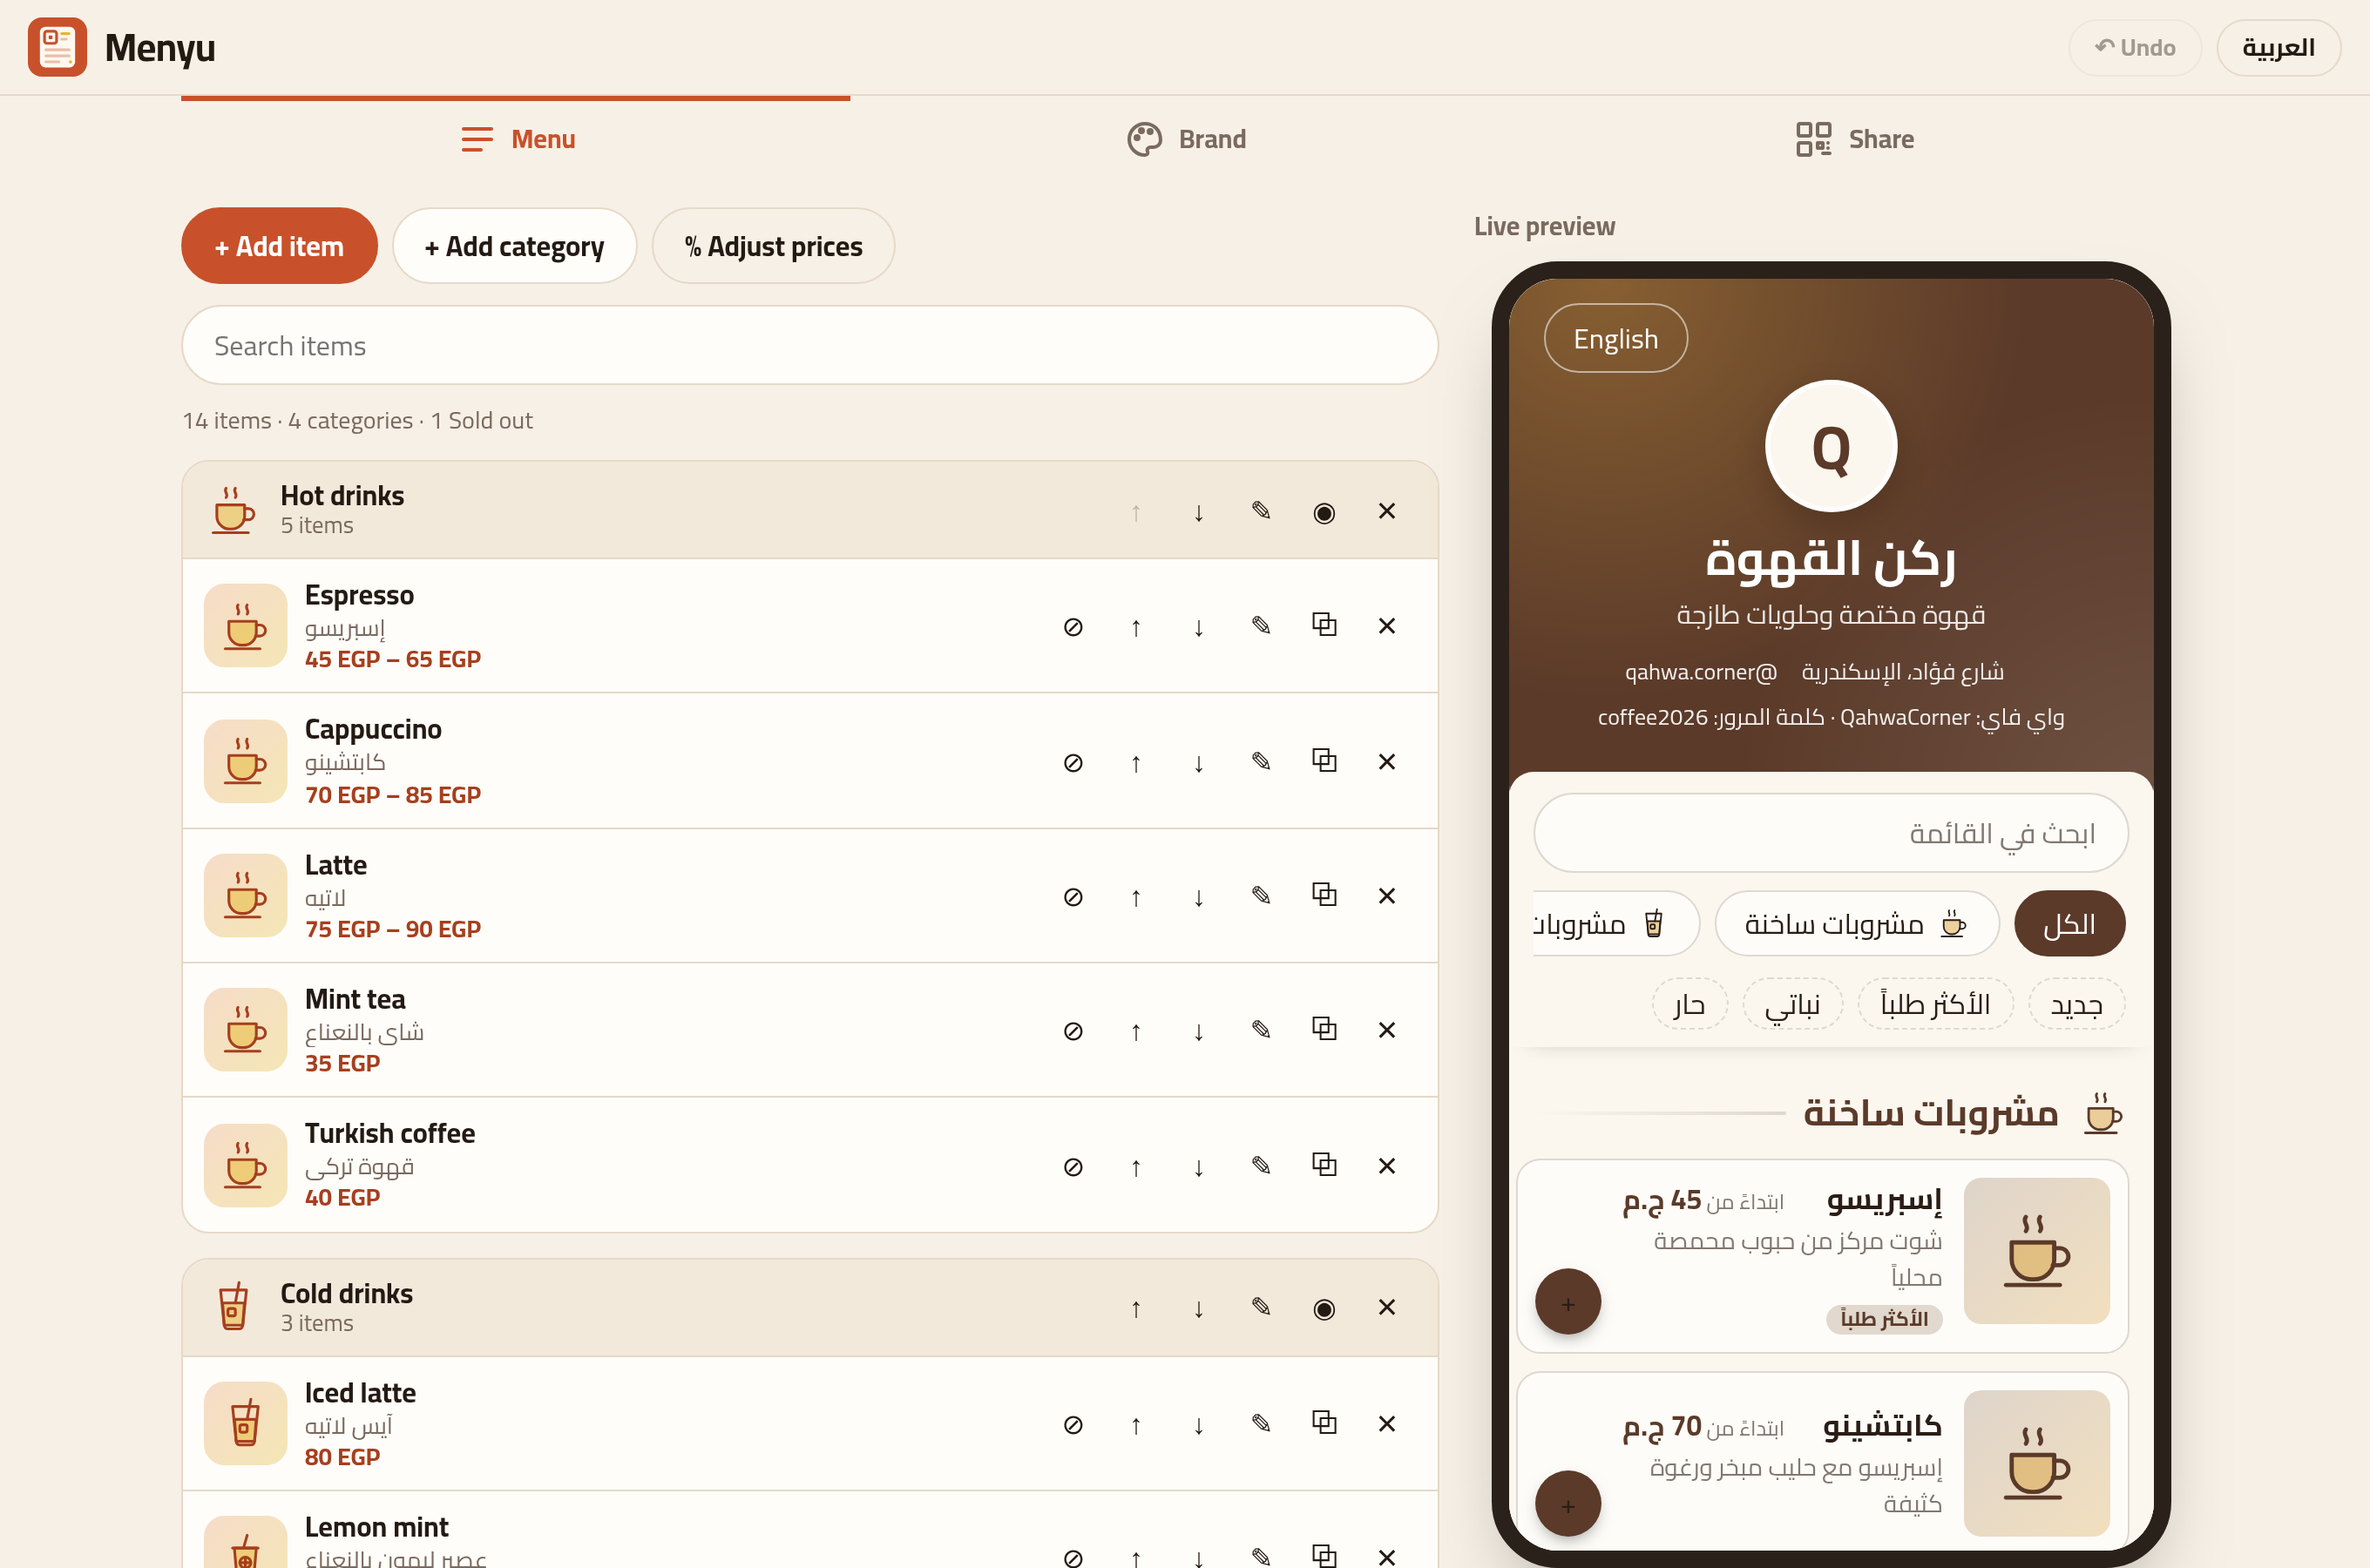 Menyu
↶ Undo
العربية
Menu
Brand
Share
+ Add item
+ Add category
% Adjust prices
Search items
14 items · 4 categories · 1 Sold out
Hot drinks
5 items
Espresso
إسبريسو
45 EGP – 65 EGP
Cappuccino
كابتشينو
70 EGP – 85 EGP
Latte
لاتيه
75 EGP – 90 EGP
Mint tea
شاي بالنعناع
35 EGP
Turkish coffee
قهوة تركي
40 EGP
Cold drinks
3 items
Iced latte
آيس لاتيه
80 EGP
Lemon mint
عصير ليمون بالنعناع
Live preview
English
Q
ركن القهوة
قهوة مختصة وحلويات طازجة
شارع فؤاد، الإسكندرية @qahwa.corner
واي فاي: QahwaCorner · كلمة المرور: coffee2026
ابحث في القائمة
الكل
مشروبات ساخنة
مشروبات
جديد
الأكثر طلباً
نباتي
حار
مشروبات ساخنة
إسبريسو
ابتداءً من 45 ج.م
شوت مركز من حبوب محمصة
محلياً
الأكثر طلباً
+
كابتشينو
ابتداءً من 70 ج.م
إسبريسو مع حليب مبخر ورغوة
كثيفة
+